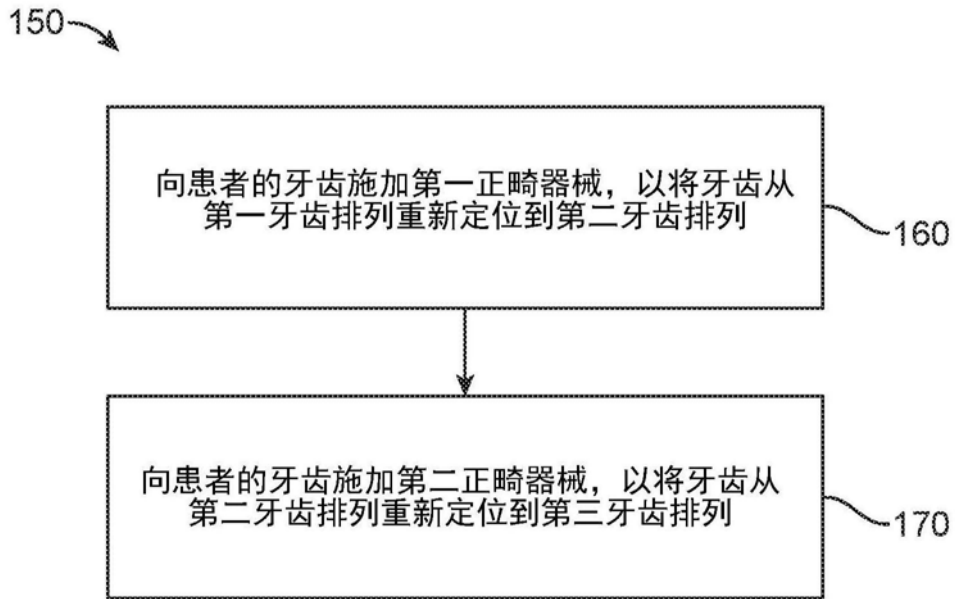 150
向患者的牙齿施加第一正畸器械，以将牙齿从
第一牙齿排列重新定位到第二牙齿排列
160
向患者的牙齿施加第二正畸器械，以将牙齿从
第二牙齿排列重新定位到第三牙齿排列
170